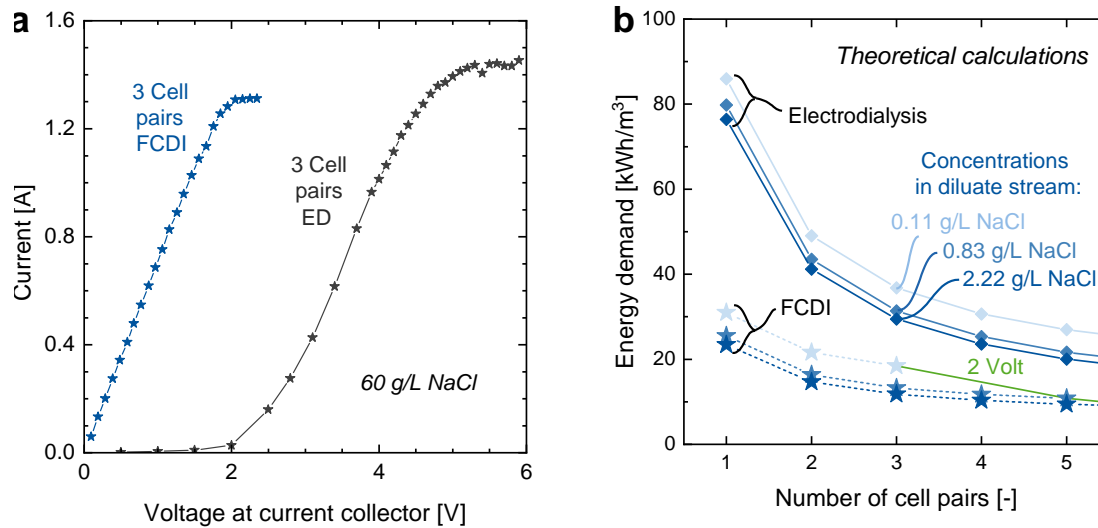 a
1.6
1.2
0.8
0.4
0.0
0
2
4
6
Current [A]
Voltage at current collector [V]
3 Cell
pairs
FCDI
3 Cell
pairs
ED
60 g/L NaCl
b
100
80
60
40
20
0
1
2
3
4
5
Energy demand [kWh/m³]
Number of cell pairs [-]
Theoretical calculations
Electrodialysis
Concentrations
in diluate stream:
0.11 g/L NaCl
0.83 g/L NaCl
2.22 g/L NaCl
FCDI
2 Volt